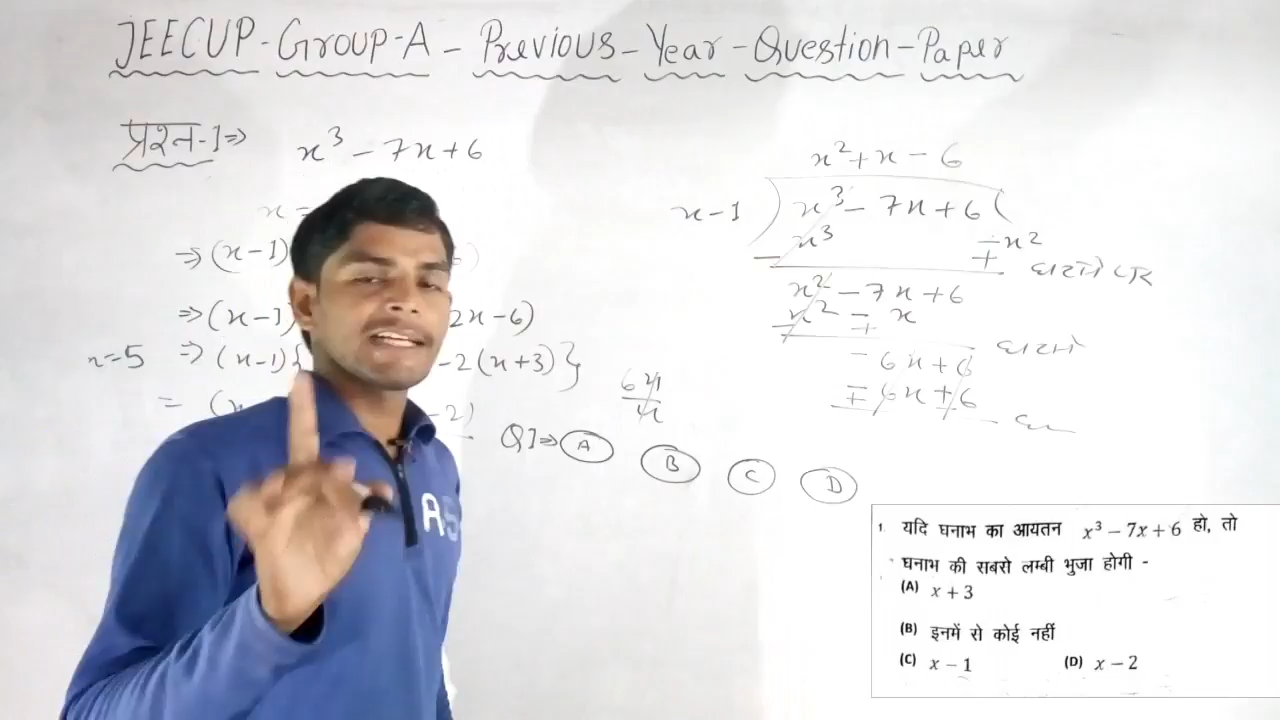 JEECUP-Group-A-Previous-Year-Question-Paper
प्रश्न-1⇒ x³ - 7x + 6
x =
⇒ (x-1)
⇒ (x-1) 2x-6)
x=5 ⇒ (x-1){ -2(x+3)}
= (x -2)
Q1⇒ A B C D
x² + x - 6
x-1 ) x³ - 7x + 6 (
x³ - x²
- + घटाने पर
x² - 7x + 6
x² - x
- + घटाने
- 6x + 6
- 6x + 6
+ -
A
1. यदि घनाभ का आयतन x³ – 7x + 6 हो, तो
घनाभ की सबसे लम्बी भुजा होगी -
(A) x + 3
(B) इनमें रो कोई नहीं
(C) x – 1 (D) x – 2